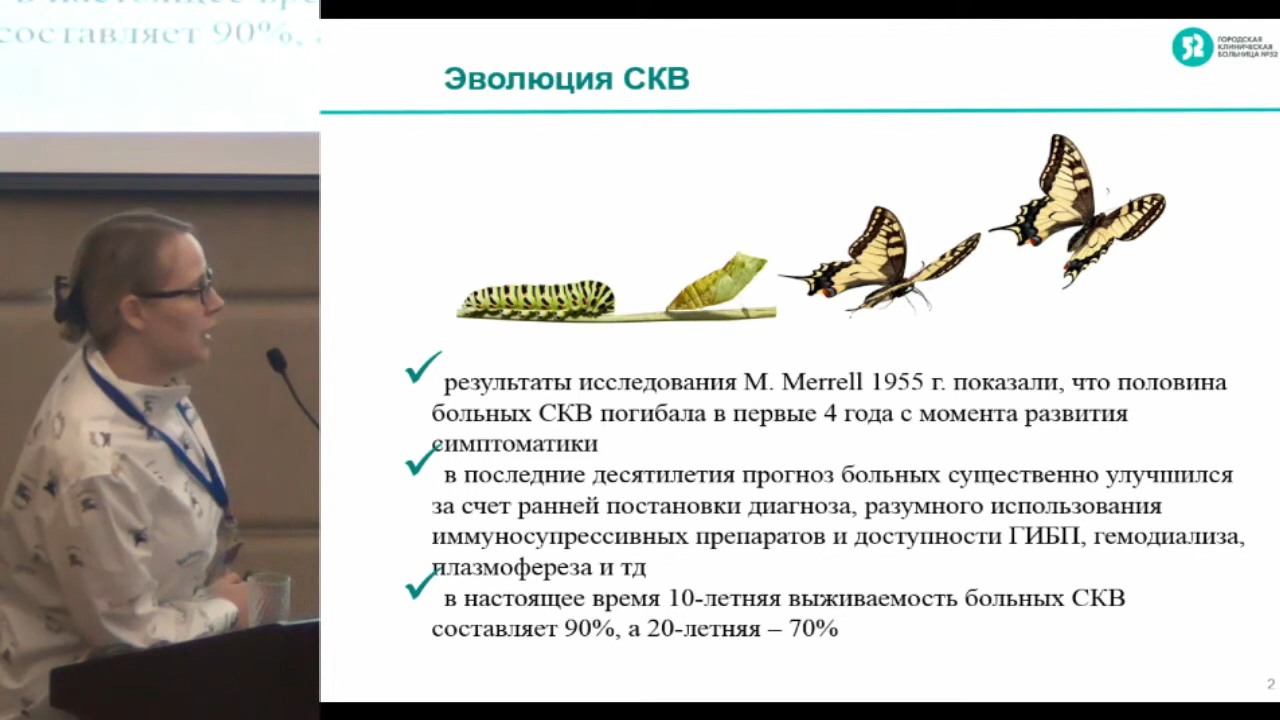 составляет 90%,
52 ГОРОДСКАЯ
КЛИНИЧЕСКАЯ
БОЛЬНИЦА №52
Эволюция СКВ
результаты исследования M. Merrell 1955 г. показали, что половина
больных СКВ погибала в первые 4 года с момента развития
симптоматики
в последние десятилетия прогноз больных существенно улучшился
за счет ранней постановки диагноза, разумного использования
иммуносупрессивных препаратов и доступности ГИБП, гемодиализа,
плазмофереза и тд
в настоящее время 10-летняя выживаемость больных СКВ
составляет 90%, а 20-летняя – 70%
2